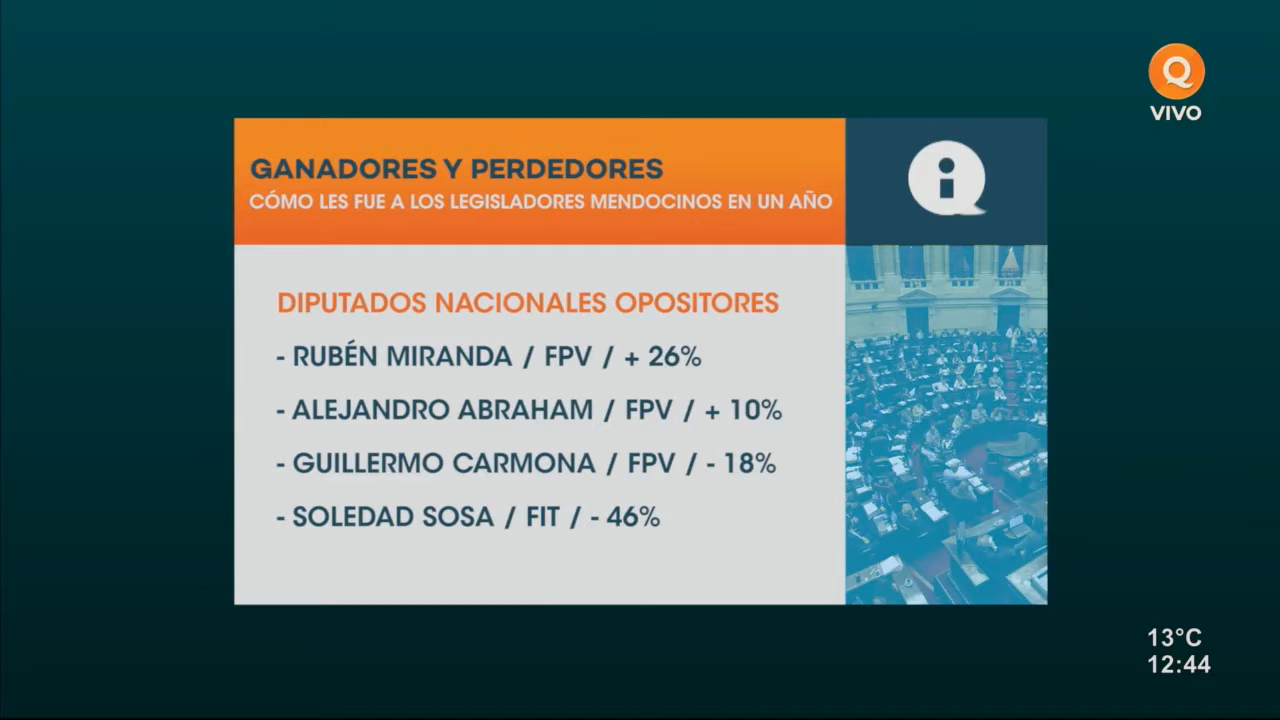 Q
VIVO
GANADORES Y PERDEDORES
CÓMO LES FUE A LOS LEGISLADORES MENDOCINOS EN UN AÑO
i
DIPUTADOS NACIONALES OPOSITORES
- RUBÉN MIRANDA / FPV / + 26%
- ALEJANDRO ABRAHAM / FPV / + 10%
- GUILLERMO CARMONA / FPV / - 18%
- SOLEDAD SOSA / FIT / - 46%
13°C
12:44